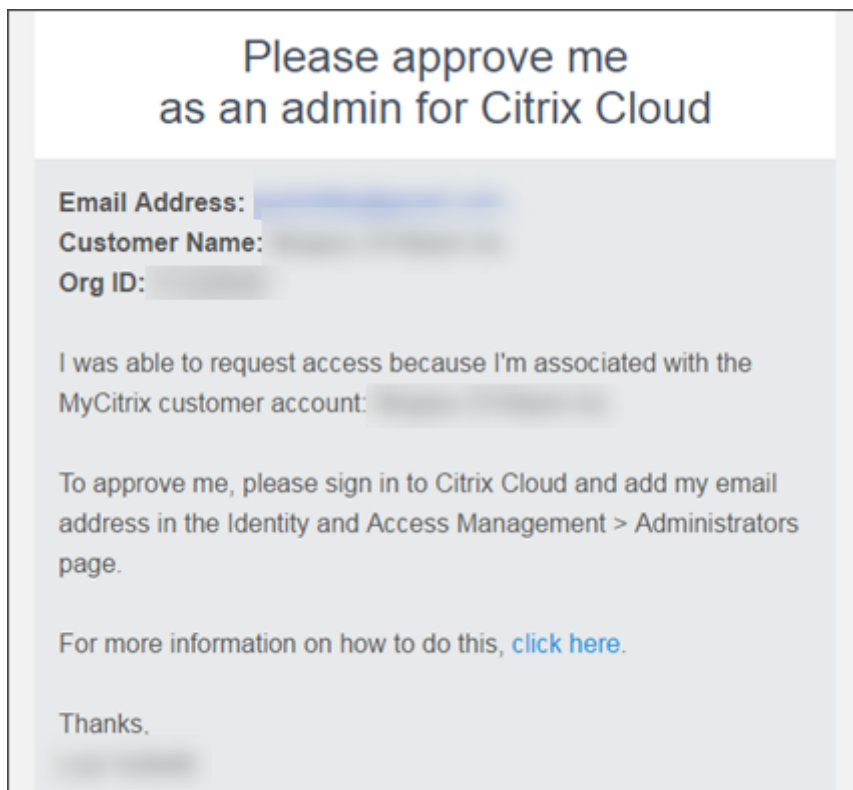 Please approve me
as an admin for Citrix Cloud
Email Address:
Customer Name:
Org ID:
I was able to request access because I'm associated with the
MyCitrix customer account:
To approve me, please sign in to Citrix Cloud and add my email
address in the Identity and Access Management > Administrators
page.
For more information on how to do this, click here.
Thanks,